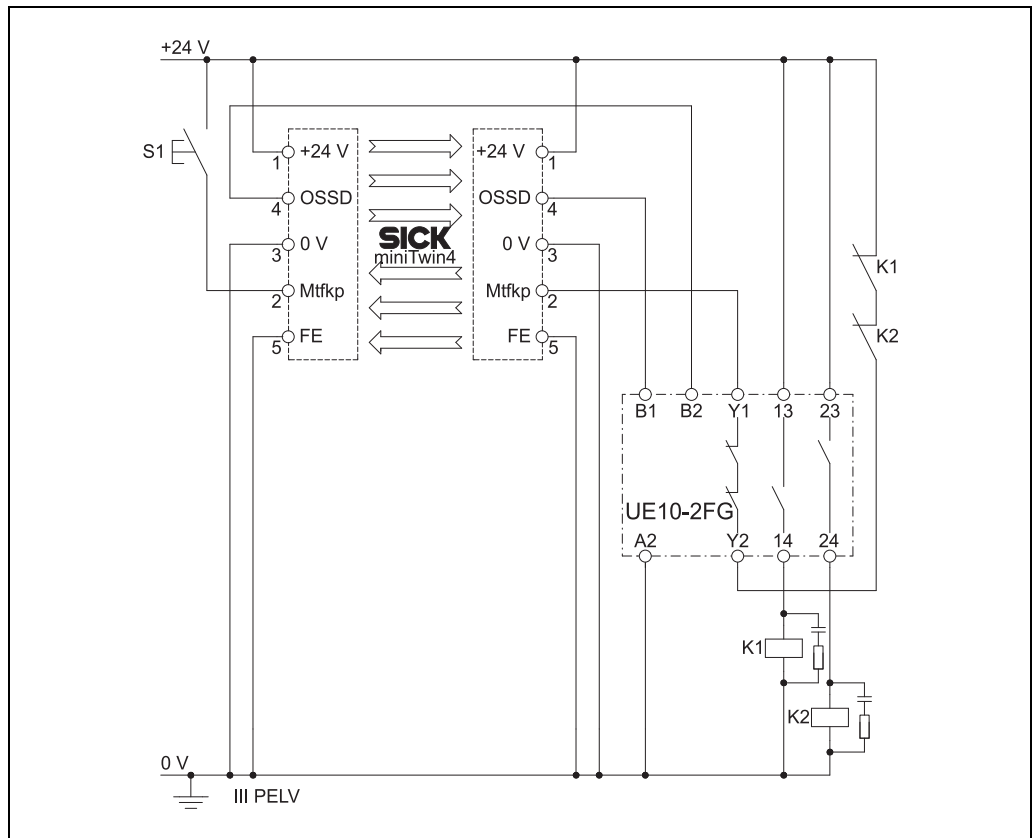 +24 V
S1
1
+24 V
+24 V
1
4
OSSD
OSSD
4
SICK
miniTwin4
3
0 V
0 V
3
2
Mtfkp
Mtfkp
2
5
FE
FE
5
K1
K2
B1 B2 Y1 13 23
UE10-2FG
A2 Y2 14 24
K1
K2
0 V
III PELV